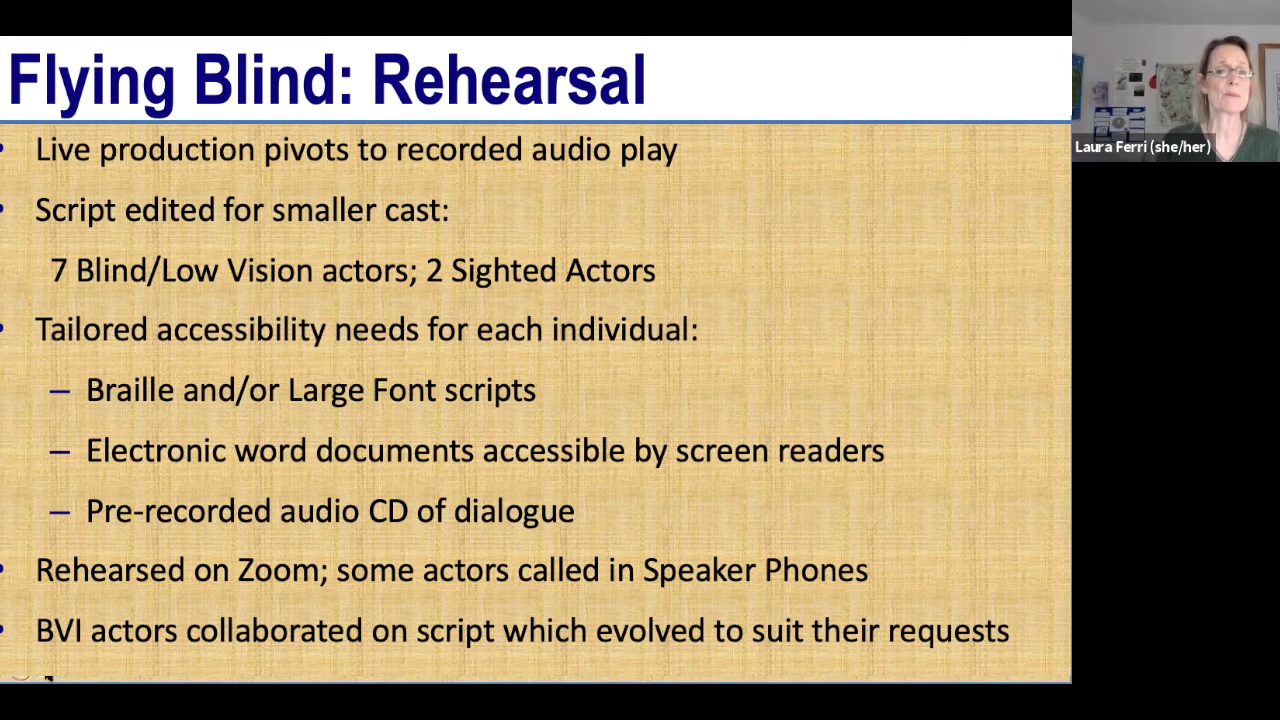 Flying Blind: Rehearsal
• Live production pivots to recorded audio play
• Script edited for smaller cast:
7 Blind/Low Vision actors; 2 Sighted Actors
• Tailored accessibility needs for each individual:
– Braille and/or Large Font scripts
– Electronic word documents accessible by screen readers
– Pre-recorded audio CD of dialogue
• Rehearsed on Zoom; some actors called in Speaker Phones
• BVI actors collaborated on script which evolved to suit their requests
Laura Ferri (she/her)